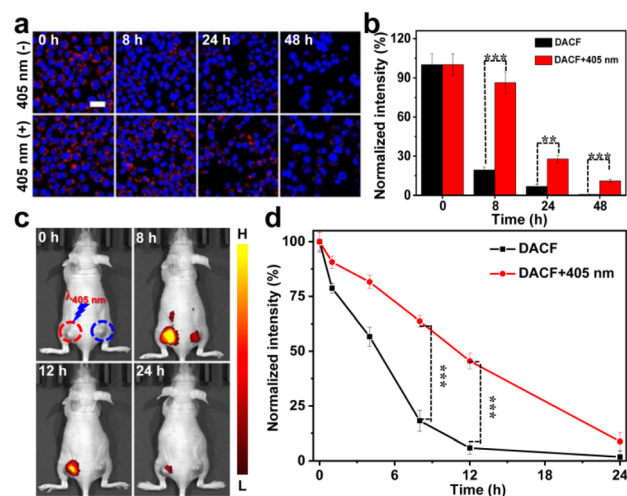 a
0 h 8 h 24 h 48 h
405 nm (-)
405 nm (+)
b
Normalized intensity (%)
120
90
60
30
0
DACF
DACF+405 nm
***
**
***
0 8 24 48
Time (h)
c
0 h 8 h
405 nm
12 h 24 h
H
L
d
Normalized intensity (%)
100
75
50
25
0
DACF
DACF+405 nm
***
***
0 6 12 18 24
Time (h)